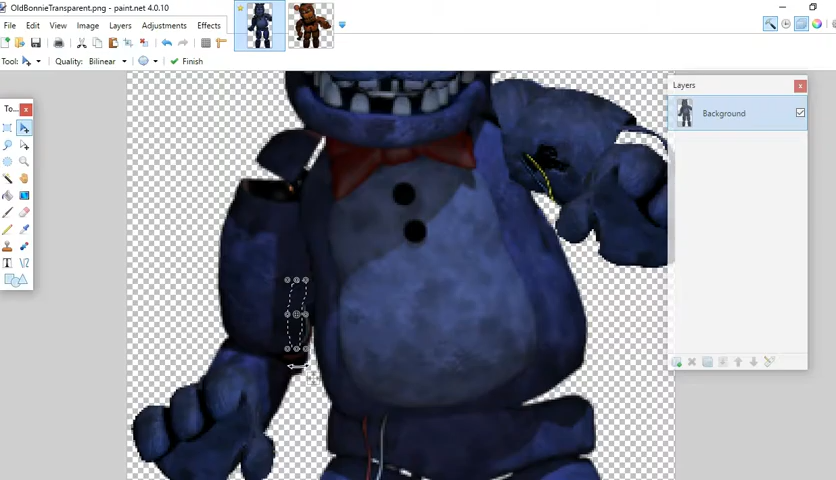 OldBonnieTransparent.png - paint.net 4.0.10
File Edit View Image Layers Adjustments Effects
Tool: Quality: Bilinear Finish
To...
Layers
Background